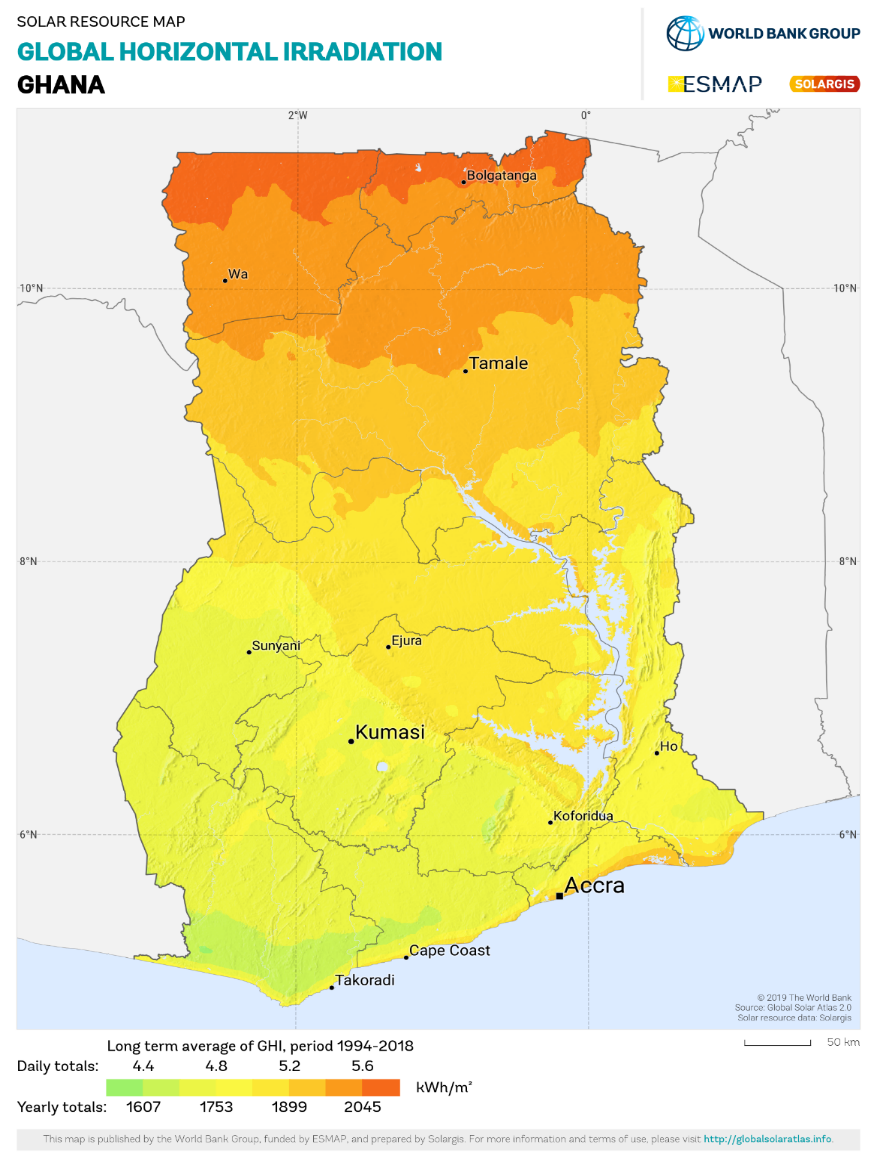 SOLAR RESOURCE MAP
GLOBAL HORIZONTAL IRRADIATION
GHANA
WORLD BANK GROUP
ESMAP
SOLARGIS
2°W
0°
Bolgatanga
Wa
10°N
10°N
Tamale
8°N
8°N
Sunyani
Ejura
Kumasi
Ho
Koforidua
6°N
6°N
Accra
Cape Coast
Takoradi
© 2019 The World Bank
Source: Global Solar Atlas 2.0
Solar resource data: Solargis
Long term average of GHI, period 1994-2018
50 km
Daily totals: 4.4 4.8 5.2 5.6
kWh/m²
Yearly totals: 1607 1753 1899 2045
This map is published by the World Bank Group, funded by ESMAP, and prepared by Solargis. For more information and terms of use, please visit http://globalsolaratlas.info.